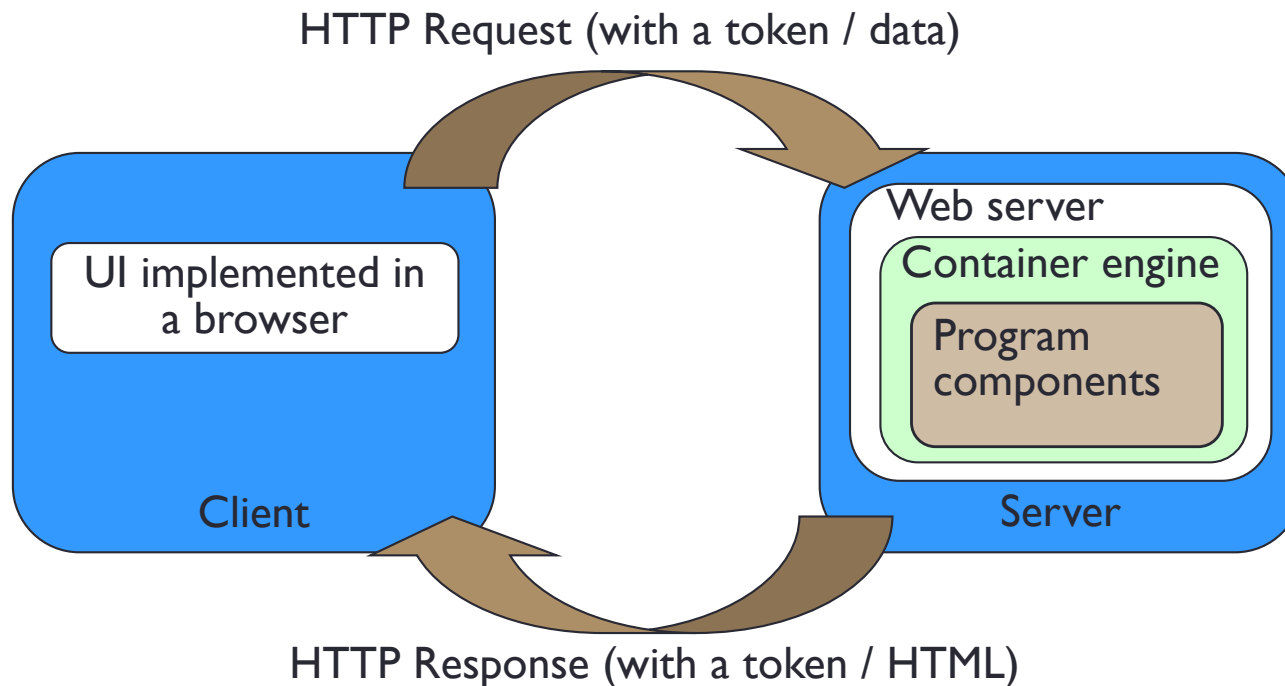 HTTP Request (with a token / data)
UI implemented in
a browser
Client
Web server
Container engine
Program
components
Server
HTTP Response (with a token / HTML)